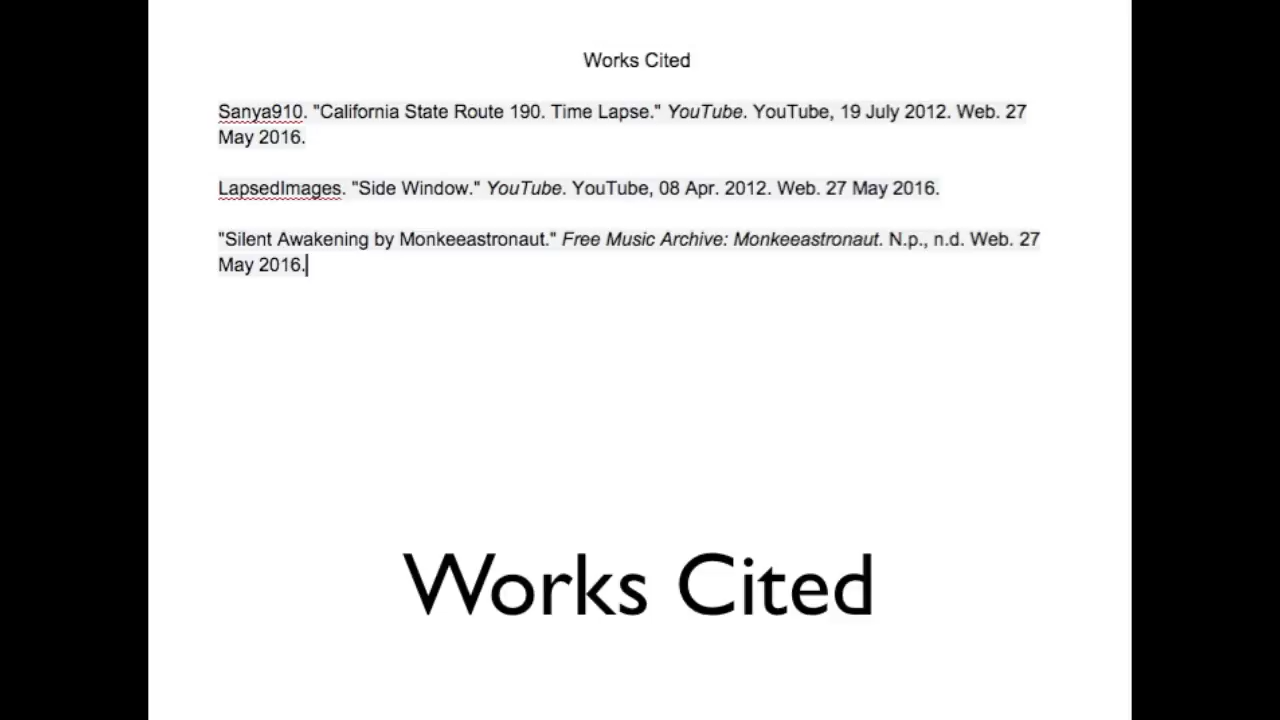 Works Cited
Sanya910. "California State Route 190. Time Lapse." YouTube. YouTube, 19 July 2012. Web. 27
May 2016.
LapsedImages. "Side Window." YouTube. YouTube, 08 Apr. 2012. Web. 27 May 2016.
"Silent Awakening by Monkeeastronaut." Free Music Archive: Monkeeastronaut. N.p., n.d. Web. 27
May 2016.
Works Cited